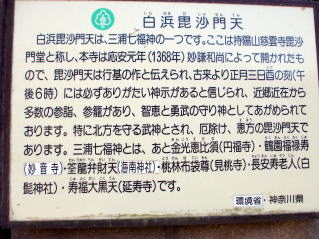 白浜毘沙門天
白浜毘沙門天は、三浦七福神の一つです。ここは持陽山慈雲寺毘沙
門堂と称し、本寺は応安元年(1368年)妙謙和尚によって開かれたも
ので、毘沙門天は行基の作と伝えられ、古来より正月三日酉の刻(午
後6時)には必ずありがたい神示があると信じられ、近郷近在から
多数の参詣、参籠があり、智恵と勇武の守り神としてあがめられて
おります。特に北方を守る武神とされ、厄除け、恵方の毘沙門天で
あります。三浦七福神とは、あと金光恵比須(円福寺)・鶴園福禄寿
(妙音寺)・筌龍弁財天(海南神社)・桃林布袋尊(見桃寺)・長安寿老人(白
髭神社)・寿福大黒天(延寿寺)です。
環境省・神奈川県